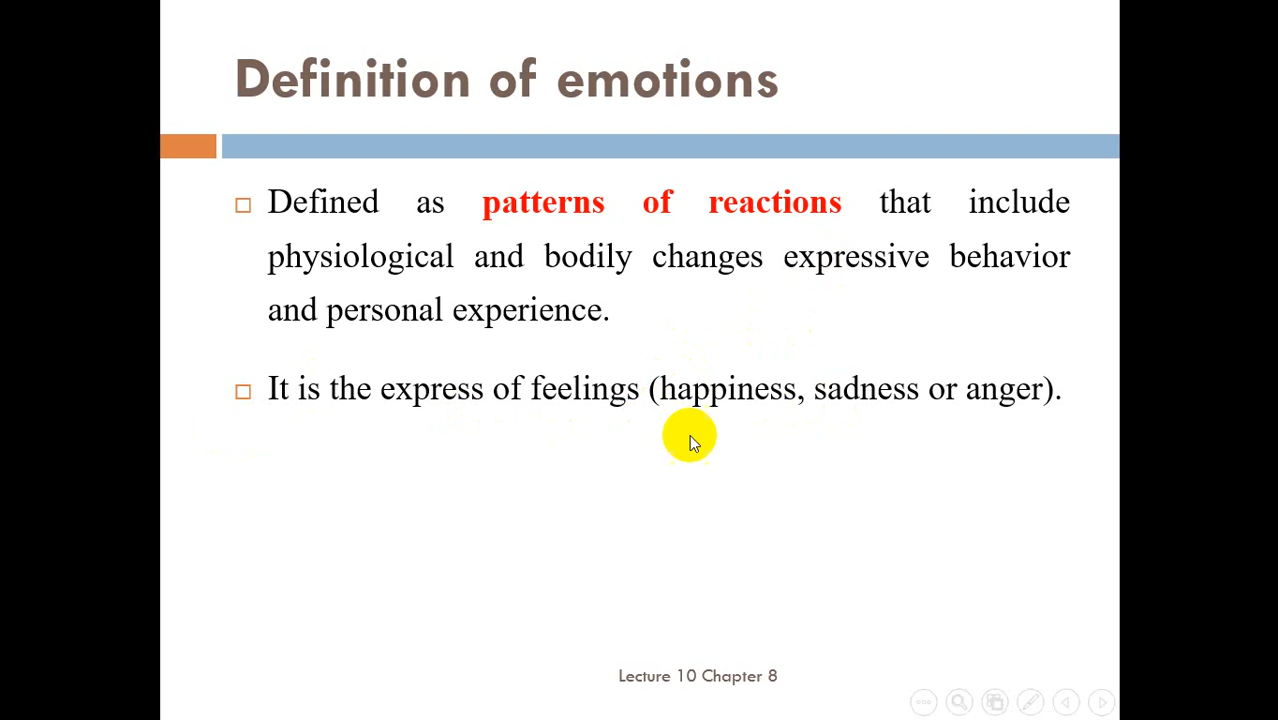 Definition of emotions
Defined as patterns of reactions that include
physiological and bodily changes expressive behavior
and personal experience.
It is the express of feelings (happiness, sadness or anger).
Lecture 10 Chapter 8